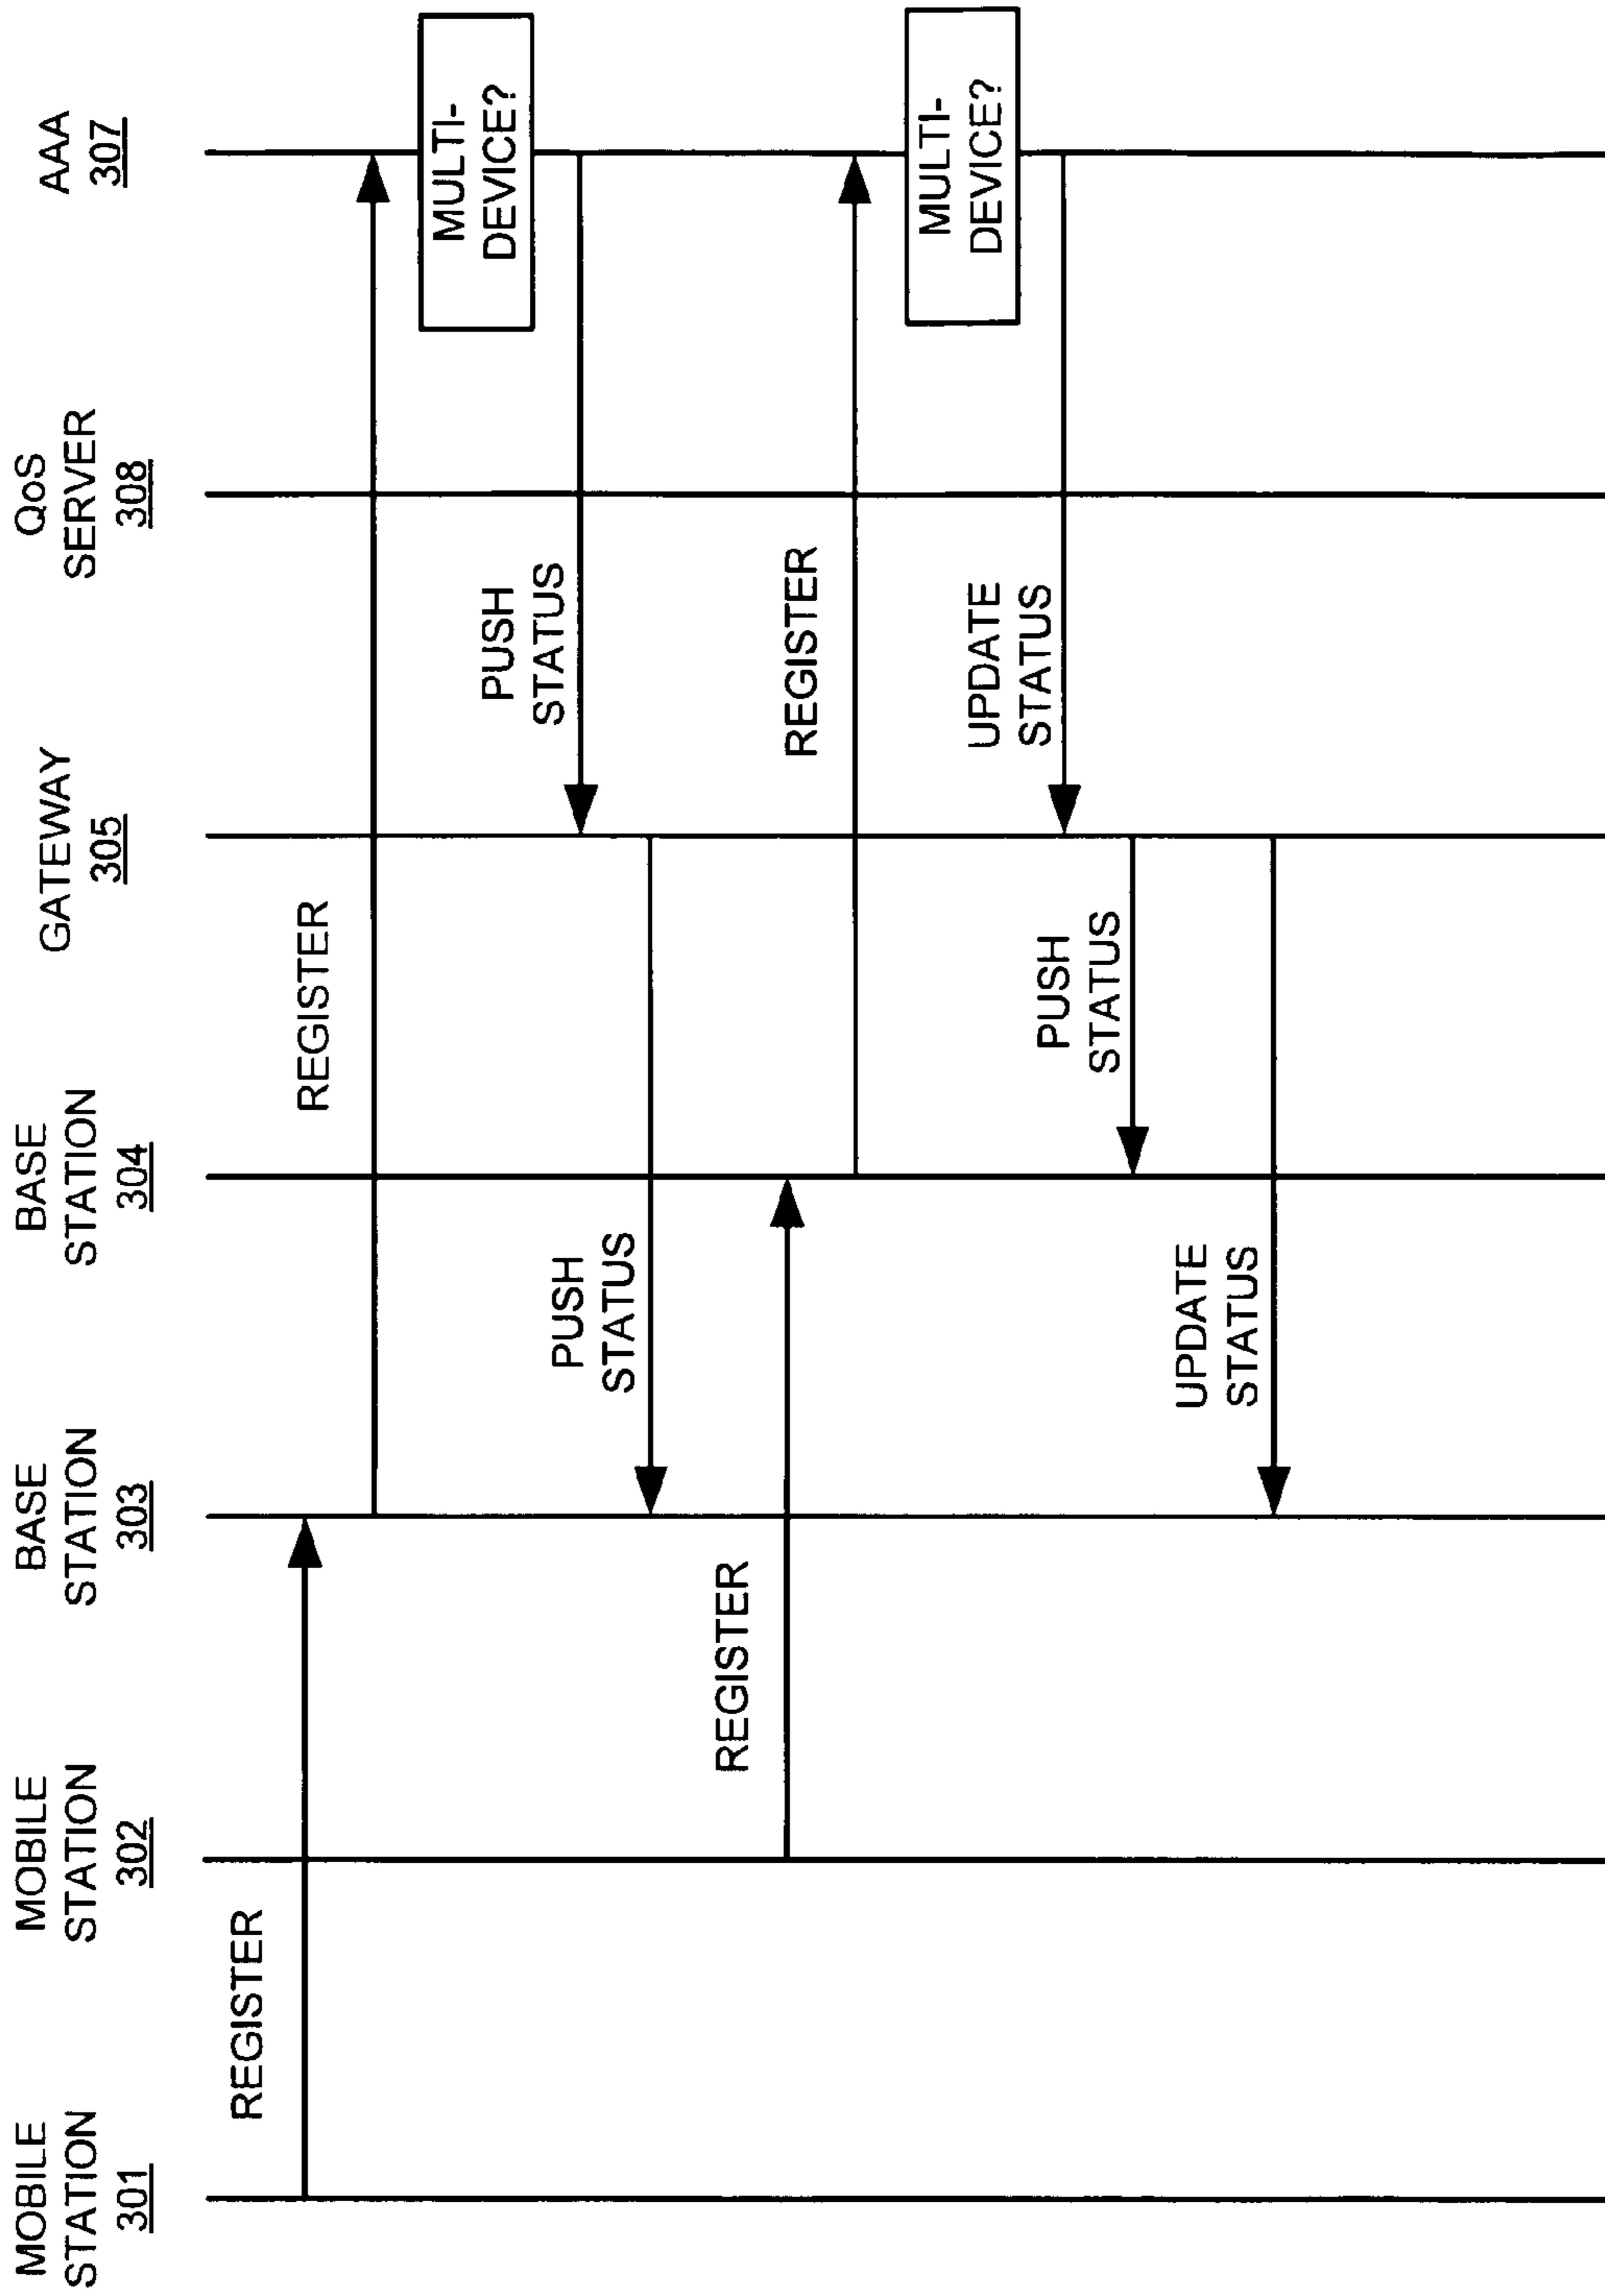 MOBILE
STATION
301
MOBILE
STATION
302
BASE
STATION
303
BASE
STATION
304
GATEWAY
305
QoS
SERVER
308
AAA
307
REGISTER
REGISTER
MULTI-
DEVICE?
PUSH
STATUS
PUSH
STATUS
REGISTER
REGISTER
MULTI-
DEVICE?
UPDATE
STATUS
PUSH
STATUS
UPDATE
STATUS